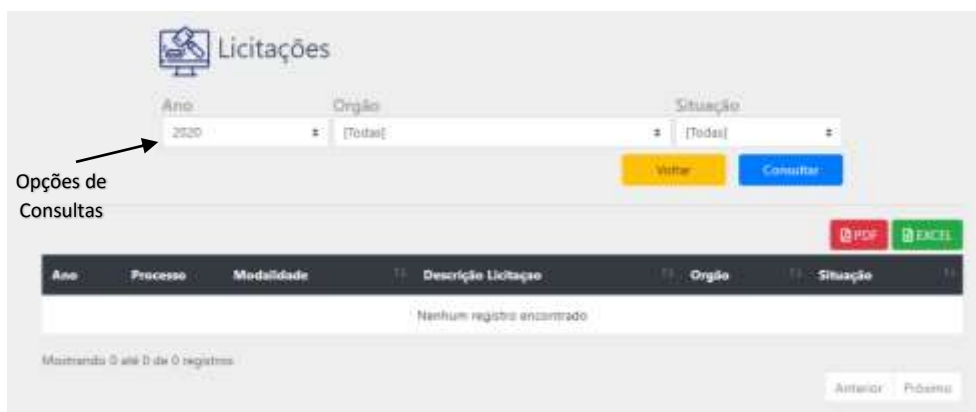 Licitações
Ano Orgão Situação
2020 [Todas] [Todas]
Voltar Consultar
Opções de
Consultas
PDF EXCEL
Ano Processo Modalidade Descrição Licitaçao Orgão Situação
Nenhum registro encontrado
Mostrando 0 até 0 de 0 registros
Anterior Próximo